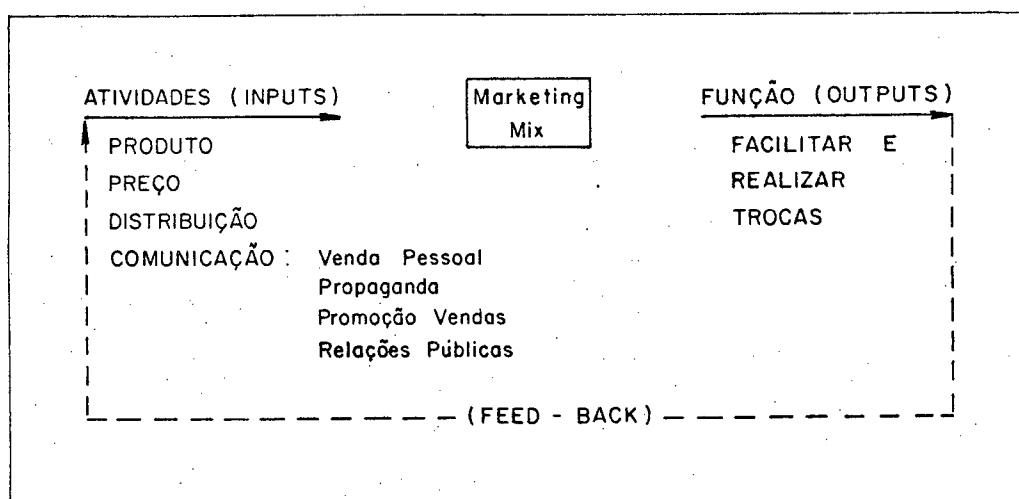 ATIVIDADES (INPUTS)
Marketing
Mix
FUNÇÃO (OUTPUTS)
PRODUTO
PREÇO
DISTRIBUIÇÃO
COMUNICAÇÃO: Venda Pessoal
Propaganda
Promoção Vendas
Relações Públicas
FACILITAR E
REALIZAR
TROCAS
(FEED - BACK)